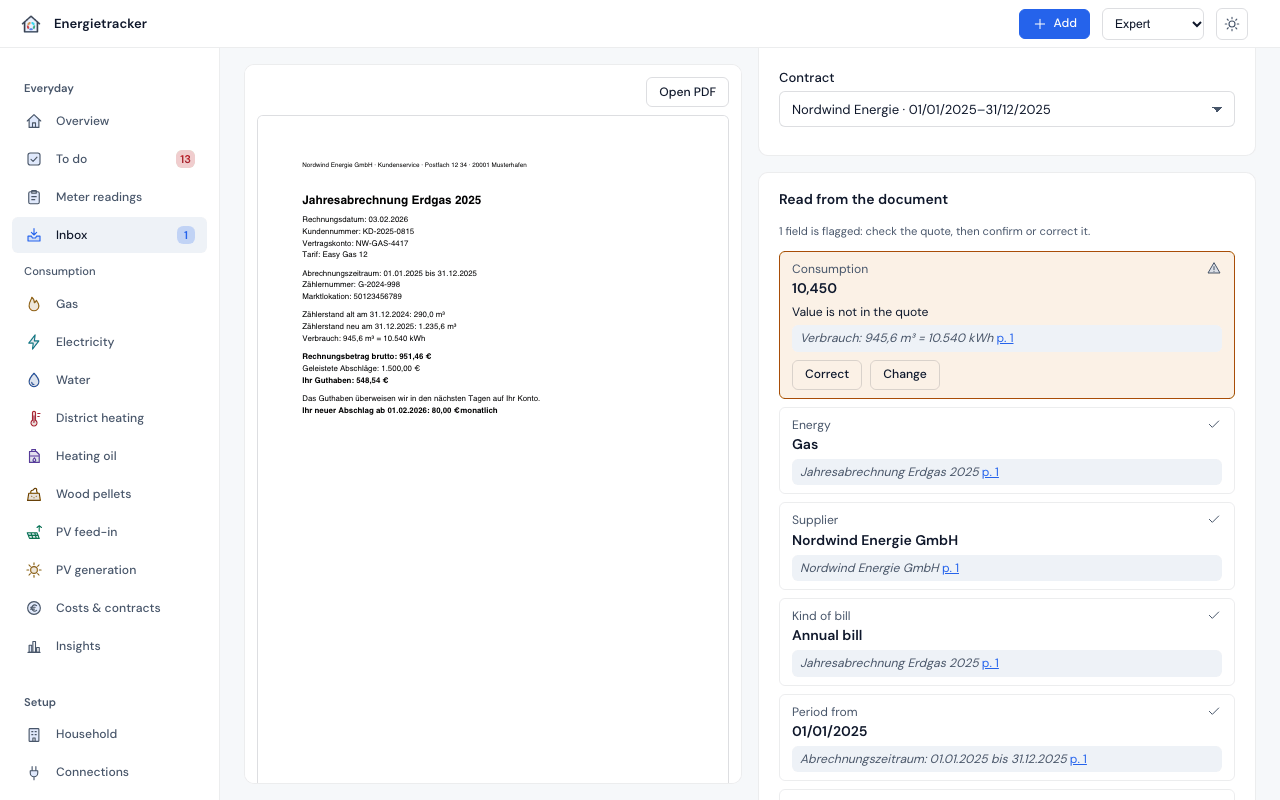 Energietracker
Add
Expert
Everyday
Overview
To do
13
Meter readings
Inbox
1
Consumption
Gas
Electricity
Water
District heating
Heating oil
Wood pellets
PV feed-in
PV generation
Costs & contracts
Insights
Setup
Household
Connections
Open PDF
Nordwind Energie GmbH · Kundenservice · Postfach 12 34 · 20001 Musterhafen
Jahresabrechnung Erdgas 2025
Rechnungsdatum: 03.02.2026
Kundennummer: KD-2025-0815
Vertragskonto: NW-GAS-4417
Tarif: Easy Gas 12
Abrechnungszeitraum: 01.01.2025 bis 31.12.2025
Zählernummer: G-2024-998
Marktlokation: 50123456789
Zählerstand alt am 31.12.2024: 290,0 m³
Zählerstand neu am 31.12.2025: 1.235,6 m³
Verbrauch: 945,6 m³ = 10.540 kWh
Rechnungsbetrag brutto: 951,46 €
Geleistete Abschläge: 1.500,00 €
Ihr Guthaben: 548,54 €
Das Guthaben überweisen wir in den nächsten Tagen auf Ihr Konto.
Ihr neuer Abschlag ab 01.02.2026: 80,00 € monatlich
Contract
Nordwind Energie · 01/01/2025–31/12/2025
Read from the document
1 field is flagged: check the quote, then confirm or correct it.
Consumption
10,450
Value is not in the quote
Verbrauch: 945,6 m³ = 10.540 kWh p. 1
Correct
Change
Energy
Gas
Jahresabrechnung Erdgas 2025 p. 1
Supplier
Nordwind Energie GmbH
Nordwind Energie GmbH p. 1
Kind of bill
Annual bill
Jahresabrechnung Erdgas 2025 p. 1
Period from
01/01/2025
Abrechnungszeitraum: 01.01.2025 bis 31.12.2025 p. 1